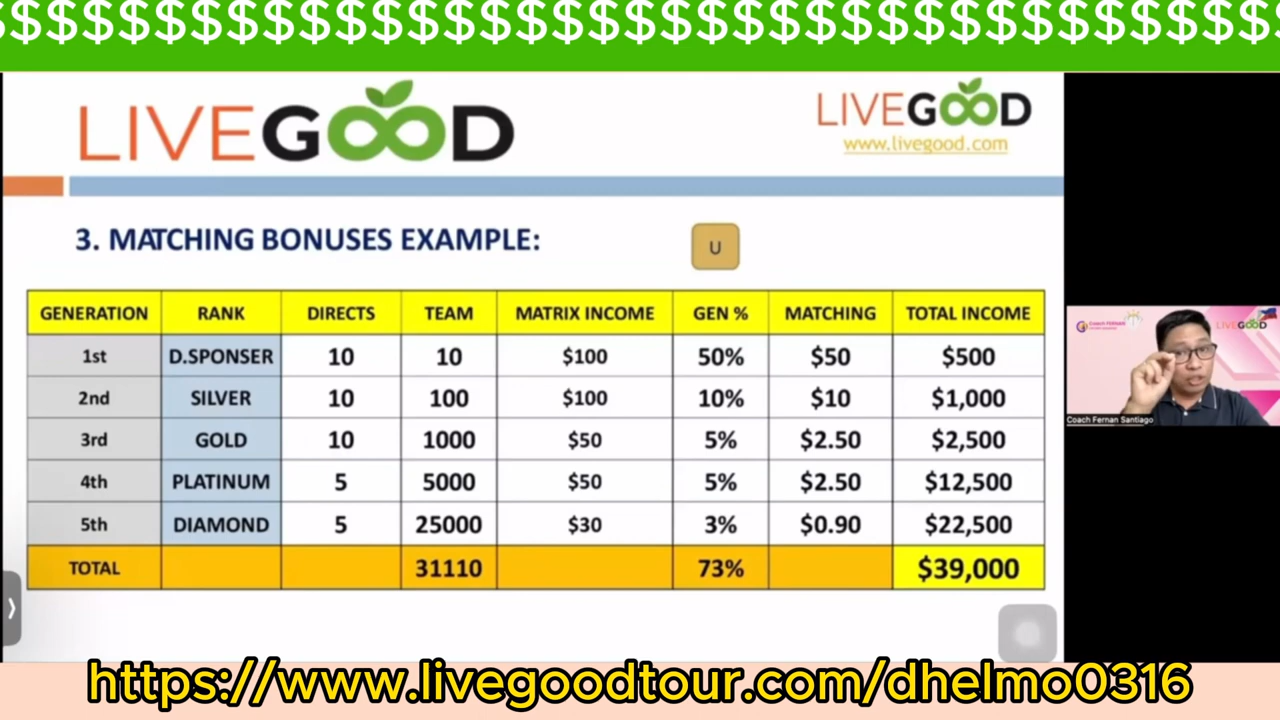 $$$$$$$$$$$$$$$$$$$$$$$$$$$$$$$$$$$$$$$$
LIVEGOOD
LIVEGOOD
www.livegood.com
3. MATCHING BONUSES EXAMPLE:
U
GENERATION RANK DIRECTS TEAM MATRIX INCOME GEN % MATCHING TOTAL INCOME
1st D.SPONSER 10 10 $100 50% $50 $500
2nd SILVER 10 100 $100 10% $10 $1,000
3rd GOLD 10 1000 $50 5% $2.50 $2,500
4th PLATINUM 5 5000 $50 5% $2.50 $12,500
5th DIAMOND 5 25000 $30 3% $0.90 $22,500
TOTAL 31110 73% $39,000
Coach FERNAN
LIVEGOOD
Coach Fernan Santiago
https://www.livegoodtour.com/dhelmo0316